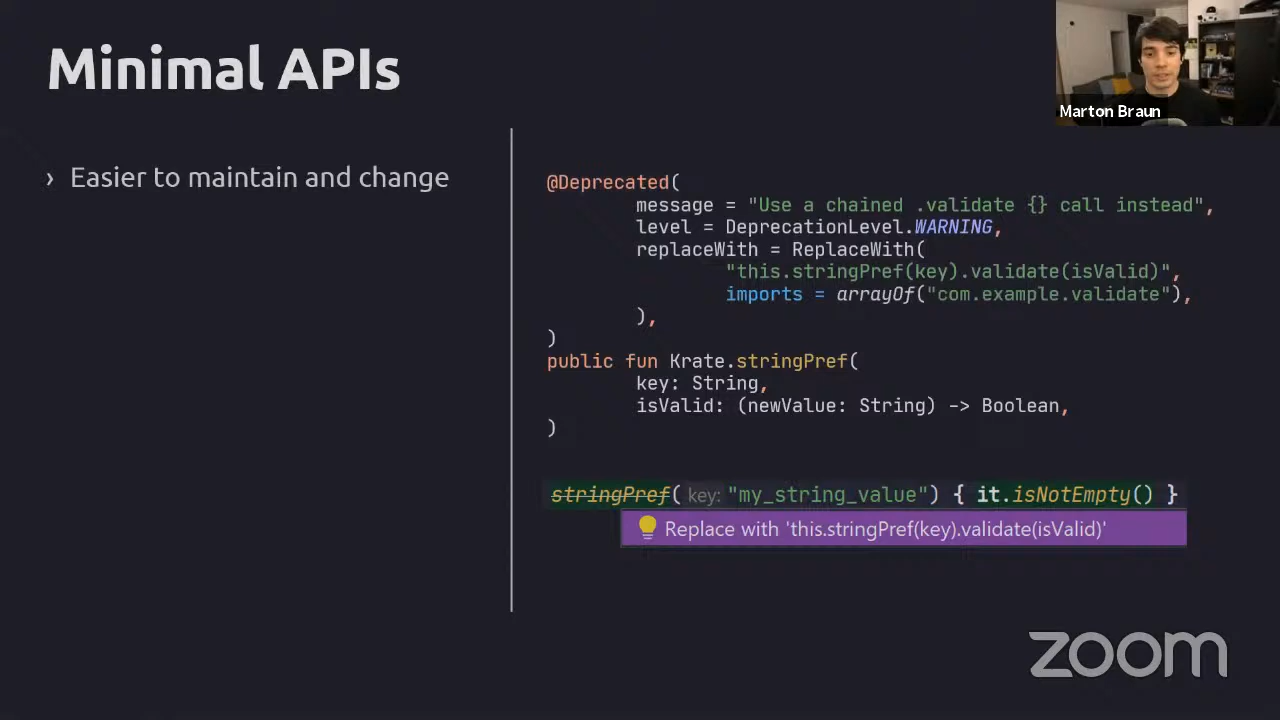 Minimal APIs
Marton Braun
› Easier to maintain and change
@Deprecated(
message = "Use a chained .validate {} call instead",
level = DeprecationLevel.WARNING,
replaceWith = ReplaceWith(
"this.stringPref(key).validate(isValid)",
imports = arrayOf("com.example.validate"),
),
)
public fun Krate.stringPref(
key: String,
isValid: (newValue: String) -> Boolean,
)
stringPref( key: "my_string_value") { it.isNotEmpty() }
Replace with 'this.stringPref(key).validate(isValid)'
zoom